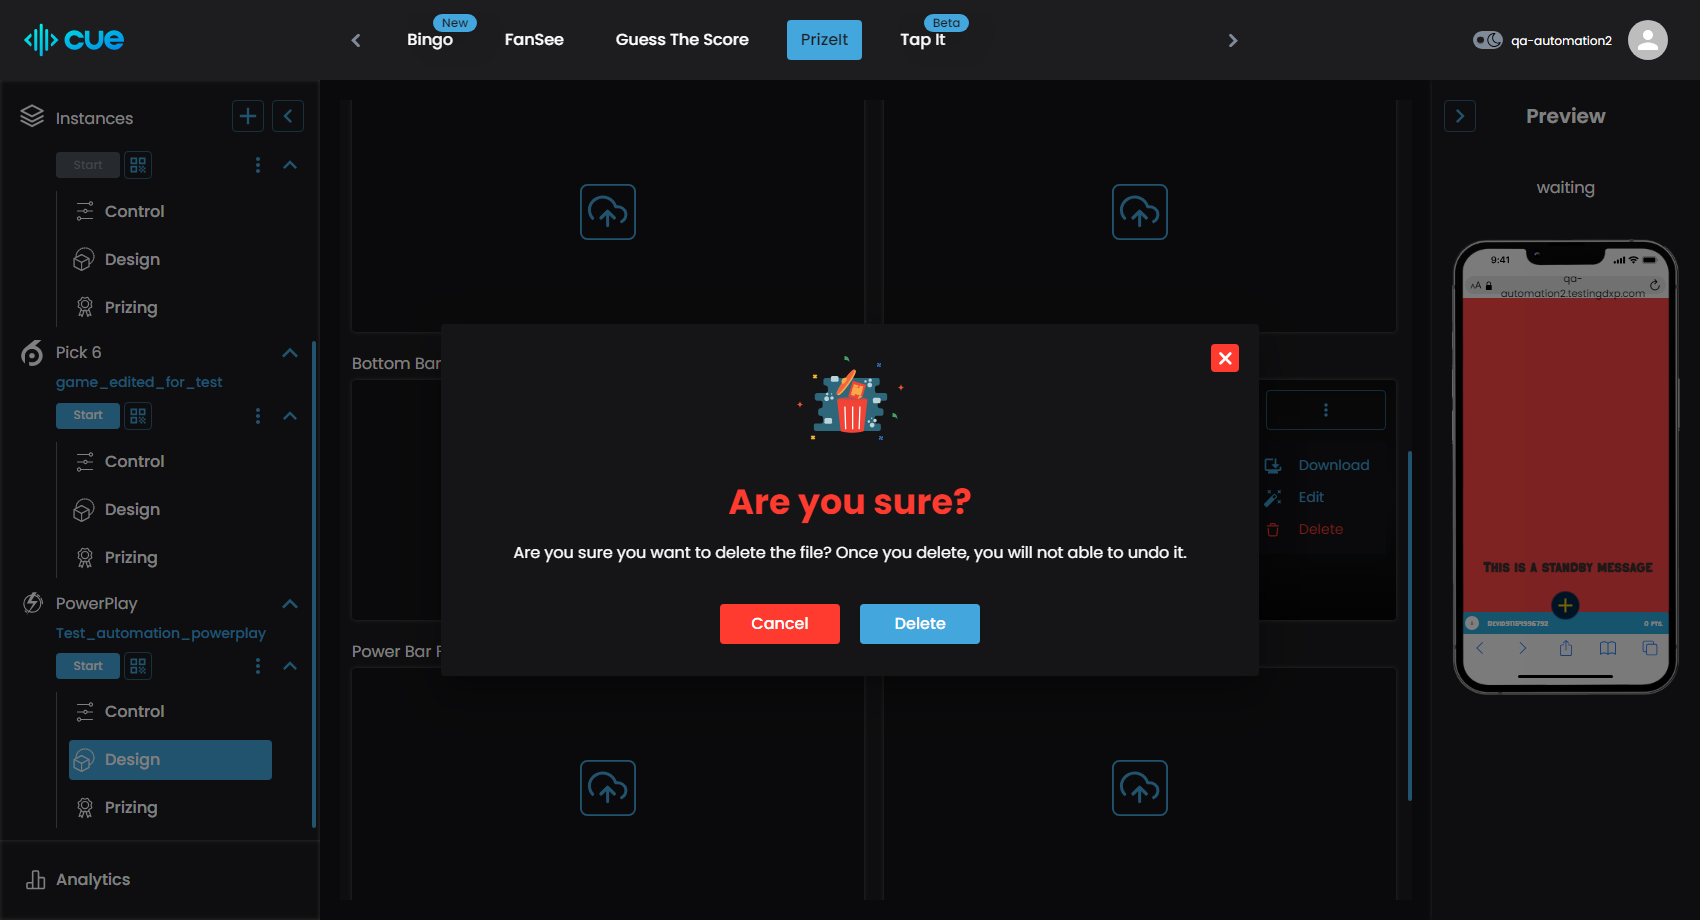 cue
New
Bingo
FanSee
Guess The Score
PrizeIt
Beta
Tap It
qa-automation2
Instances
Start
Control
Design
Prizing
Pick 6
game_edited_for_test
Start
Control
Design
Prizing
PowerPlay
Test_automation_powerplay
Start
Control
Design
Prizing
Analytics
Bottom Bar
Power Bar F
Download
Edit
Delete
Are you sure?
Are you sure you want to delete the file? Once you delete, you will not able to undo it.
Cancel
Delete
Preview
waiting
9:41
AA
qa-
automation2.testingdxp.com
This is a standby message
0 PTS.